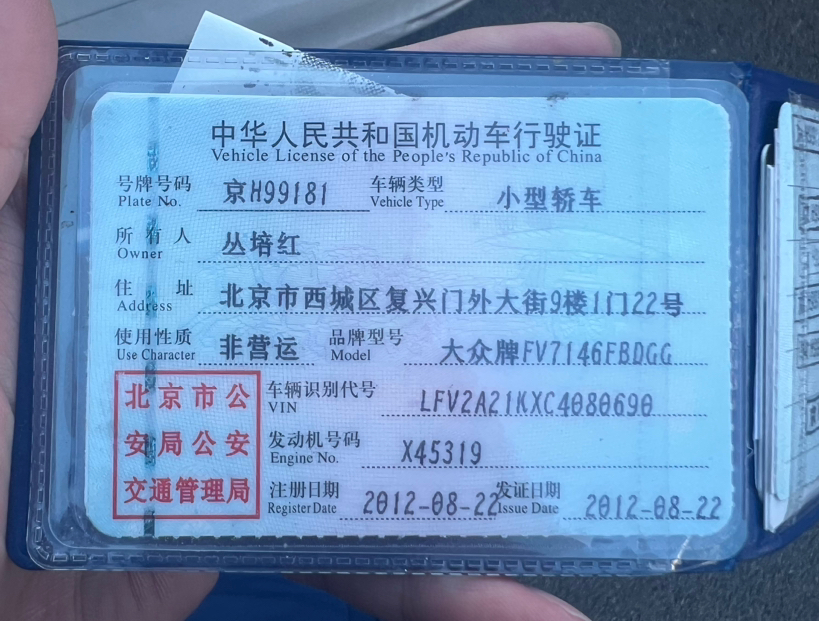 中华人民共和国机动车行驶证
Vehicle License of the People's Republic of China
号牌号码 京H99181 车辆类型 小型轿车
Plate No. Vehicle Type
所有人 丛培红
Owner
住址 北京市西城区复兴门外大街9楼1门22号
Address
使用性质 非营运 品牌型号 大众牌FV7146FBDGG
Use Character Model
北京市公 车辆识别代号 LFV2A21KXC4080690
VIN
安局公安 发动机号码 X45319
Engine No.
交通管理局 注册日期 2012-08-22 发证日期 2012-08-22
Register Date Issue Date